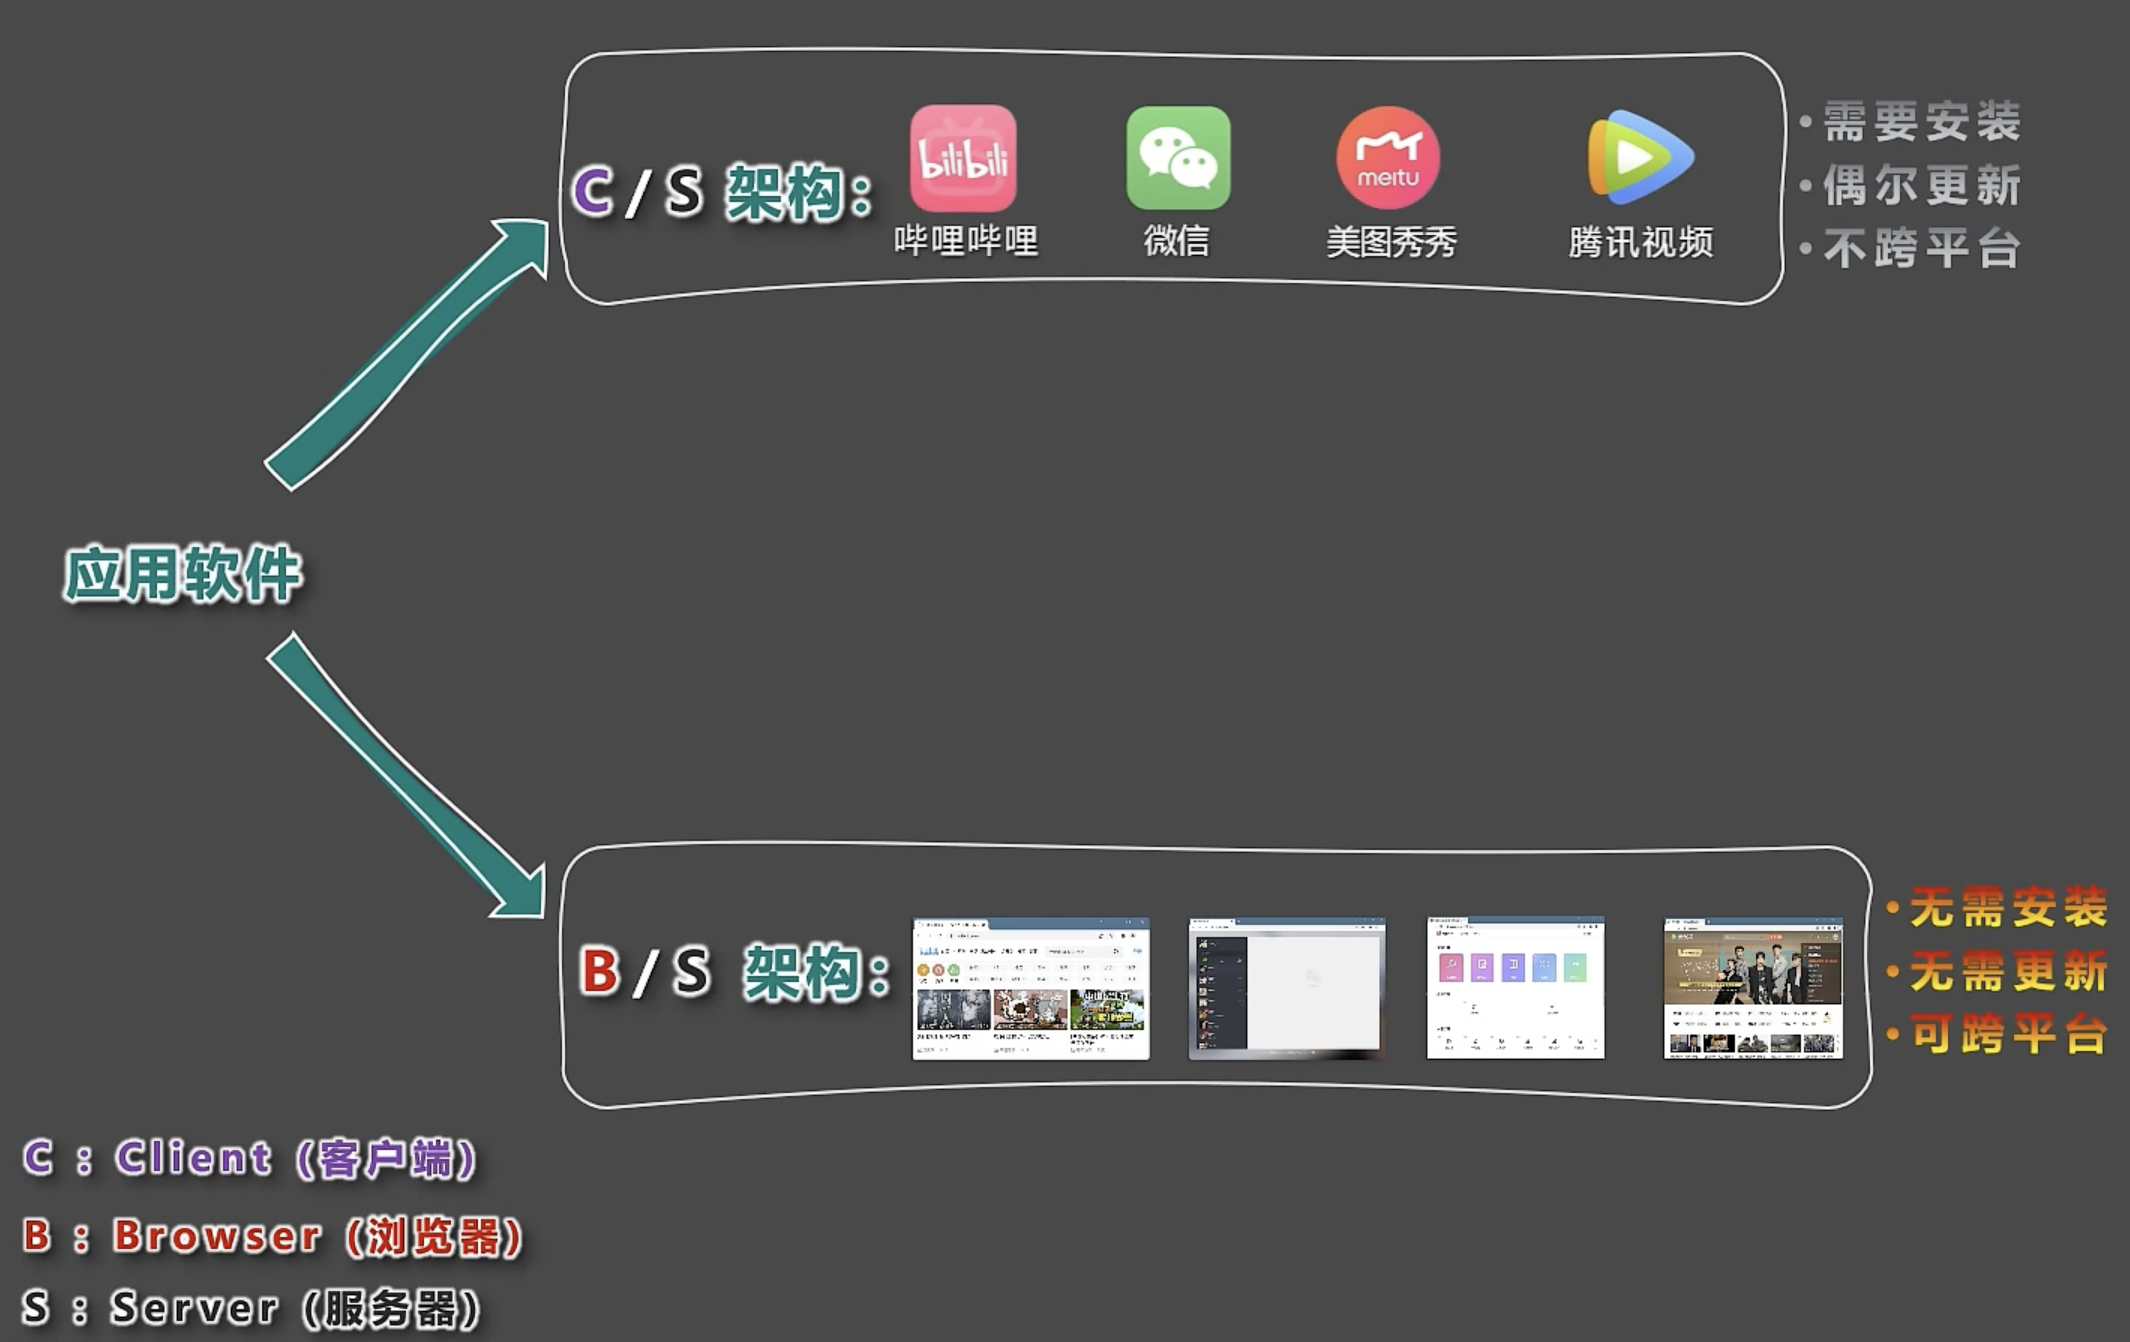 C / S 架构：
bilibili
meitu
哔哩哔哩
微信
美图秀秀
腾讯视频
•需要安装
•偶尔更新
•不跨平台
应用软件
B / S 架构：
•无需安装
•无需更新
•可跨平台
C : Client (客户端)
B : Browser (浏览器)
S : Server (服务器)